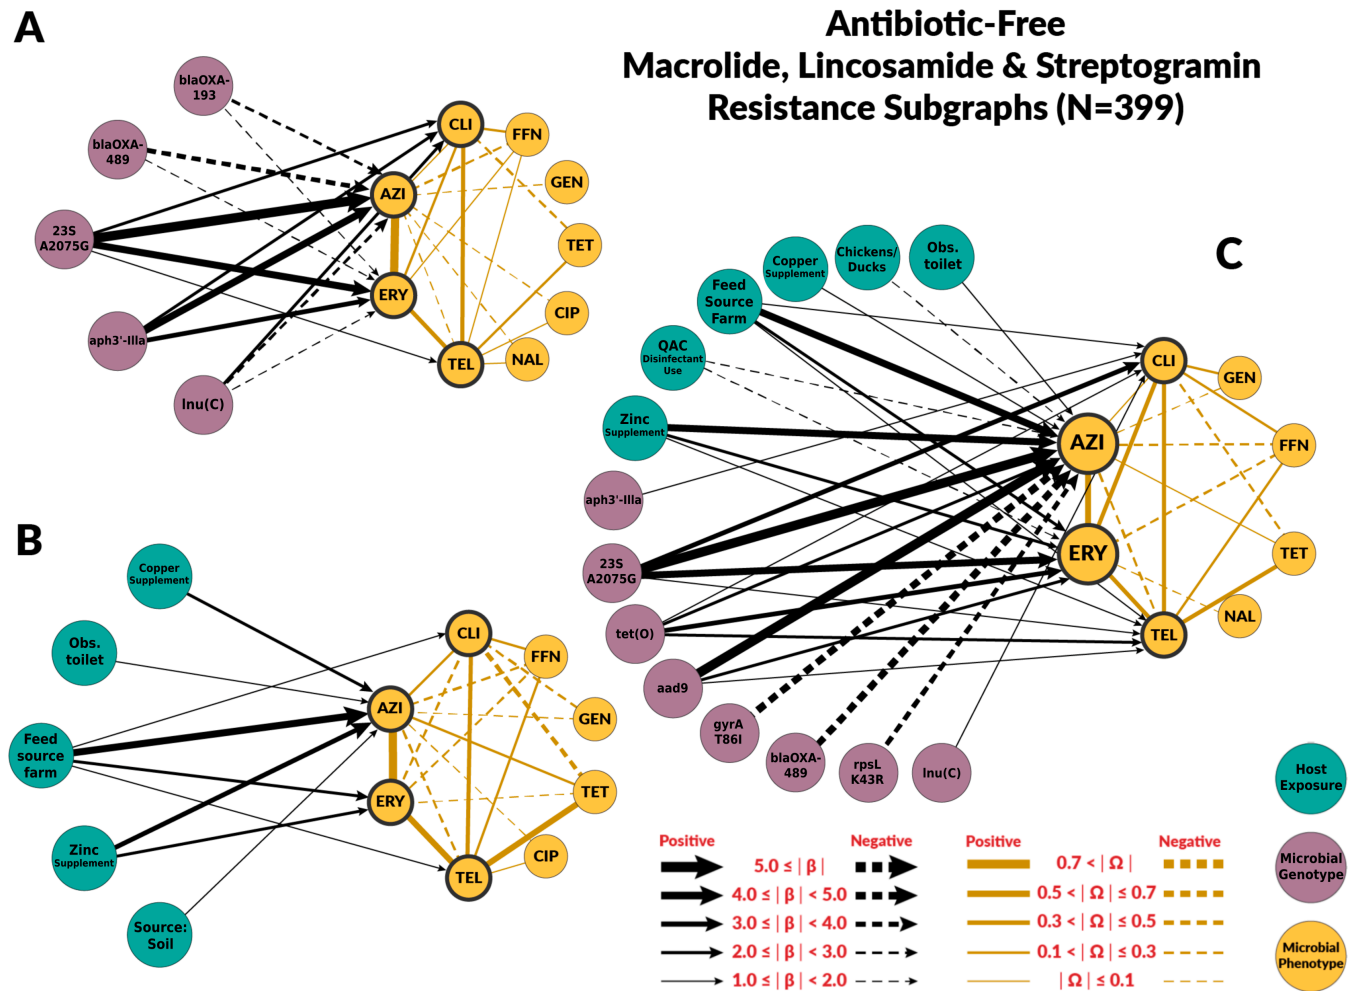 A
Antibiotic-Free
Macrolide, Lincosamide & Streptogramin
Resistance Subgraphs (N=399)
blaOXA-
193
blaOXA-
489
23S
A2075G
aph3'-IIIa
lnu(C)
CLI
AZI
ERY
TEL
FFN
GEN
TET
CIP
NAL
B
Copper
Supplement
Obs.
toilet
Feed
source
farm
Zinc
Supplement
Source:
Soil
CLI
AZI
ERY
TEL
FFN
GEN
TET
CIP
C
Obs.
toilet
Chickens/
Ducks
Copper
Supplement
Feed
Source
Farm
QAC
Disinfectant
Use
Zinc
Supplement
aph3'-IIIa
23S
A2075G
tet(O)
aad9
gyrA
T86I
blaOXA-
489
rpsL
K43R
lnu(C)
CLI
AZI
ERY
TEL
GEN
FFN
TET
NAL
Positive Negative
5.0 ≤ | β |
4.0 ≤ | β | < 5.0
3.0 ≤ | β | < 4.0
2.0 ≤ | β | < 3.0
1.0 ≤ | β | < 2.0
Positive Negative
0.7 < | Ω |
0.5 < | Ω | ≤ 0.7
0.3 < | Ω | ≤ 0.5
0.1 < | Ω | ≤ 0.3
| Ω | ≤ 0.1
Host
Exposure
Microbial
Genotype
Microbial
Phenotype